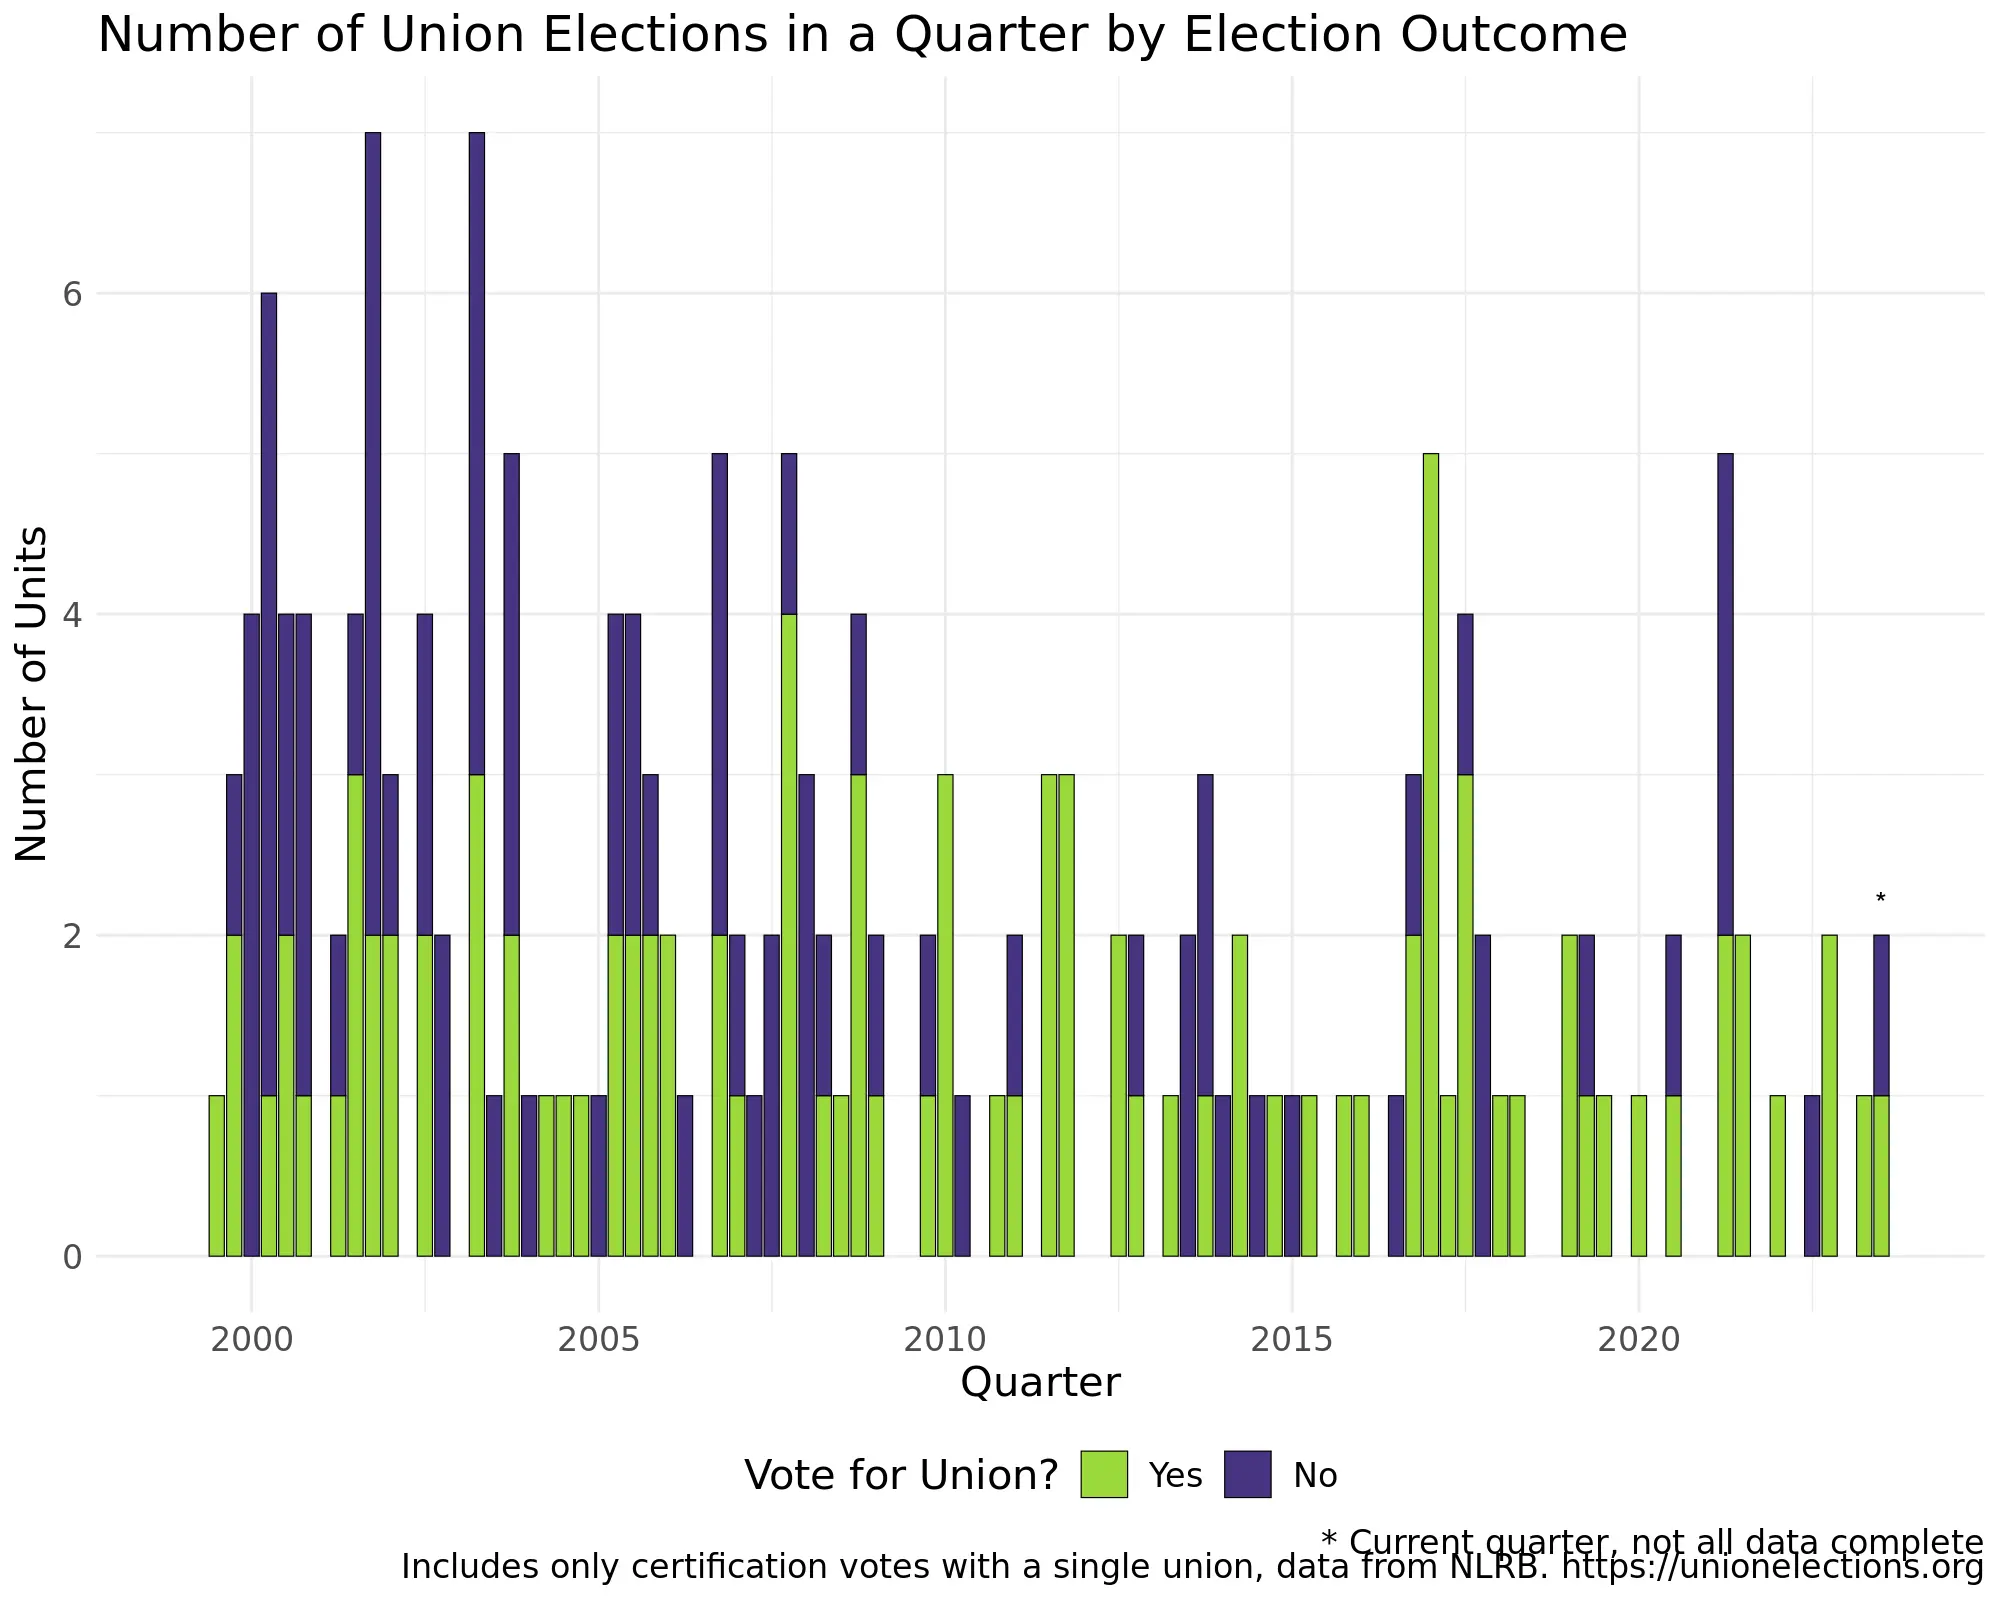 Number of Union Elections in a Quarter by Election Outcome
Number of Units
6
4
2
0
*
2000 2005 2010 2015 2020
Quarter
Vote for Union? Yes No
* Current quarter, not all data complete
Includes only certification votes with a single union, data from NLRB. https://unionelections.org